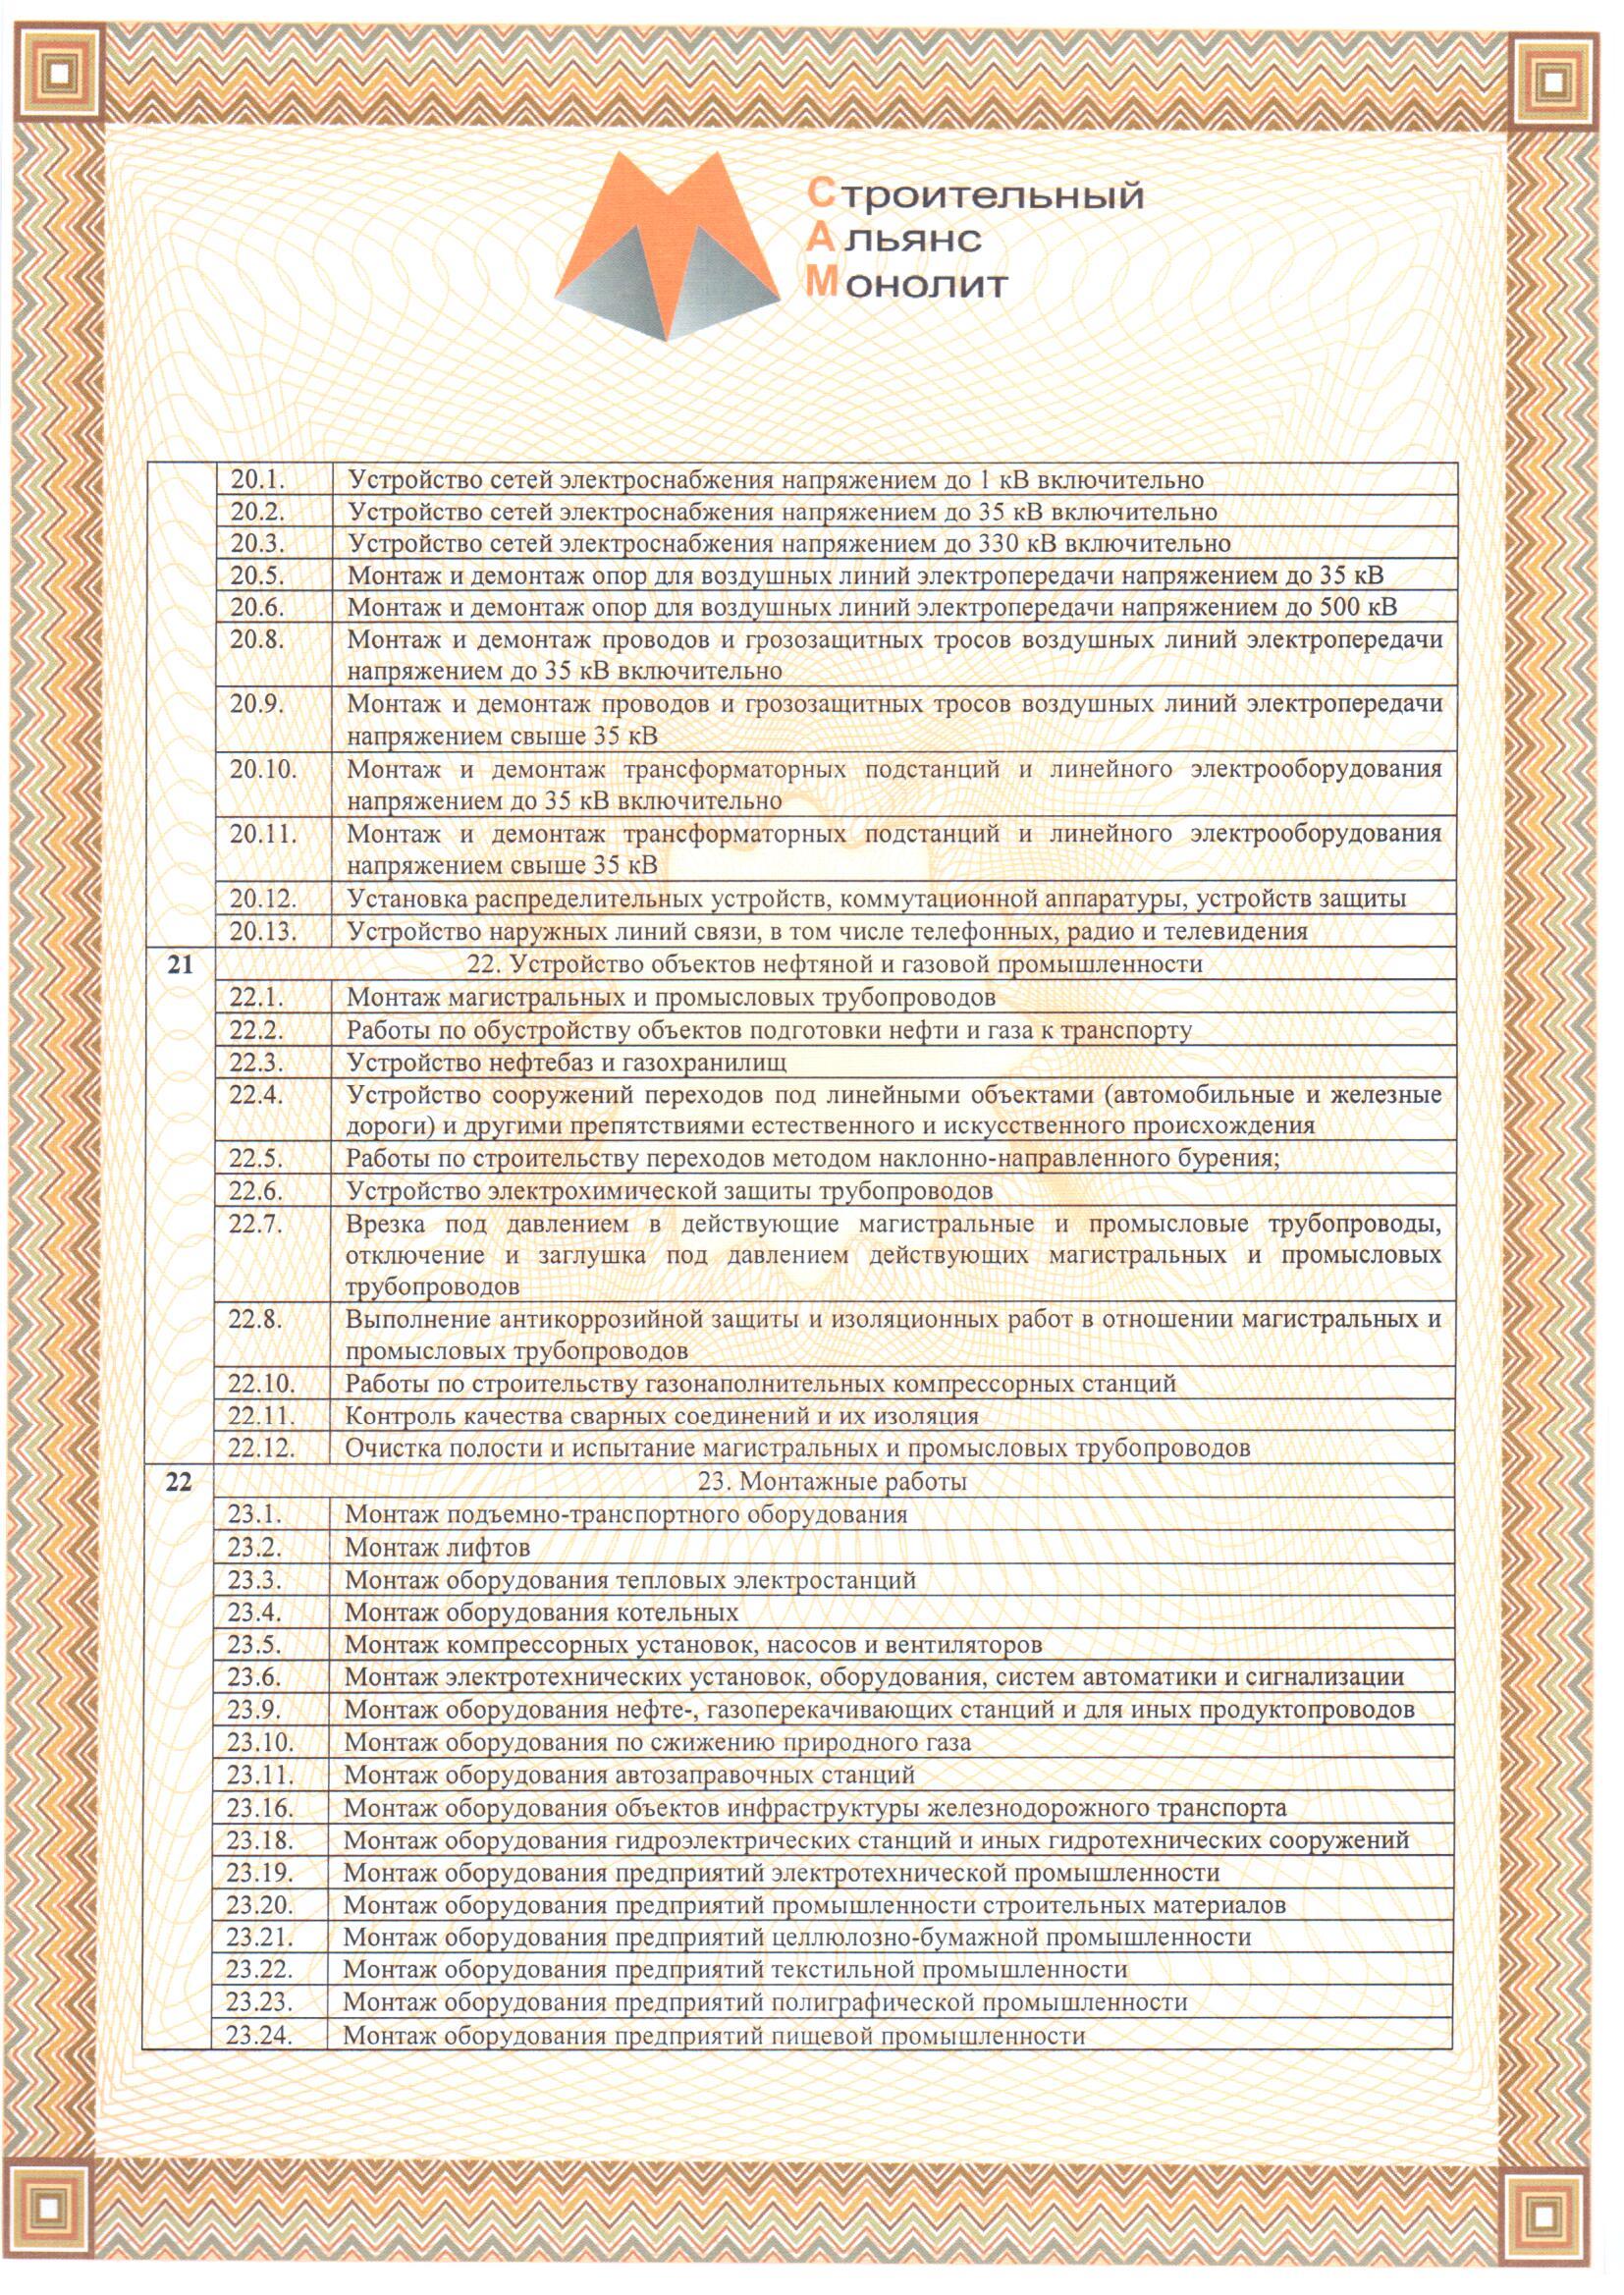 Строительный
Альянс
Монолит
20.1. Устройство сетей электроснабжения напряжением до 1 кВ включительно
20.2. Устройство сетей электроснабжения напряжением до 35 кВ включительно
20.3. Устройство сетей электроснабжения напряжением до 330 кВ включительно
20.5. Монтаж и демонтаж опор для воздушных линий электропередачи напряжением до 35 кВ
20.6. Монтаж и демонтаж опор для воздушных линий электропередачи напряжением до 500 кВ
20.8. Монтаж и демонтаж проводов и грозозащитных тросов воздушных линий электропередачи
напряжением до 35 кВ включительно
20.9. Монтаж и демонтаж проводов и грозозащитных тросов воздушных линий электропередачи
напряжением свыше 35 кВ
20.10. Монтаж и демонтаж трансформаторных подстанций и линейного электрооборудования
напряжением до 35 кВ включительно
20.11. Монтаж и демонтаж трансформаторных подстанций и линейного электрооборудования
напряжением свыше 35 кВ
20.12. Установка распределительных устройств, коммутационной аппаратуры, устройств защиты
20.13. Устройство наружных линий связи, в том числе телефонных, радио и телевидения
21 22. Устройство объектов нефтяной и газовой промышленности
22.1. Монтаж магистральных и промысловых трубопроводов
22.2. Работы по обустройству объектов подготовки нефти и газа к транспорту
22.3. Устройство нефтебаз и газохранилищ
22.4. Устройство сооружений переходов под линейными объектами (автомобильные и железные
дороги) и другими препятствиями естественного и искусственного происхождения
22.5. Работы по строительству переходов методом наклонно-направленного бурения;
22.6. Устройство электрохимической защиты трубопроводов
22.7. Врезка под давлением в действующие магистральные и промысловые трубопроводы,
отключение и заглушка под давлением действующих магистральных и промысловых
трубопроводов
22.8. Выполнение антикоррозийной защиты и изоляционных работ в отношении магистральных и
промысловых трубопроводов
22.10. Работы по строительству газонаполнительных компрессорных станций
22.11. Контроль качества сварных соединений и их изоляция
22.12. Очистка полости и испытание магистральных и промысловых трубопроводов
22 23. Монтажные работы
23.1. Монтаж подъемно-транспортного оборудования
23.2. Монтаж лифтов
23.3. Монтаж оборудования тепловых электростанций
23.4. Монтаж оборудования котельных
23.5. Монтаж компрессорных установок, насосов и вентиляторов
23.6. Монтаж электротехнических установок, оборудования, систем автоматики и сигнализации
23.9. Монтаж оборудования нефте-, газоперекачивающих станций и для иных продуктопроводов
23.10. Монтаж оборудования по сжижению природного газа
23.11. Монтаж оборудования автозаправочных станций
23.16. Монтаж оборудования объектов инфраструктуры железнодорожного транспорта
23.18. Монтаж оборудования гидроэлектрических станций и иных гидротехнических сооружений
23.19. Монтаж оборудования предприятий электротехнической промышленности
23.20. Монтаж оборудования предприятий промышленности строительных материалов
23.21. Монтаж оборудования предприятий целлюлозно-бумажной промышленности
23.22. Монтаж оборудования предприятий текстильной промышленности
23.23. Монтаж оборудования предприятий полиграфической промышленности
23.24. Монтаж оборудования предприятий пищевой промышленности